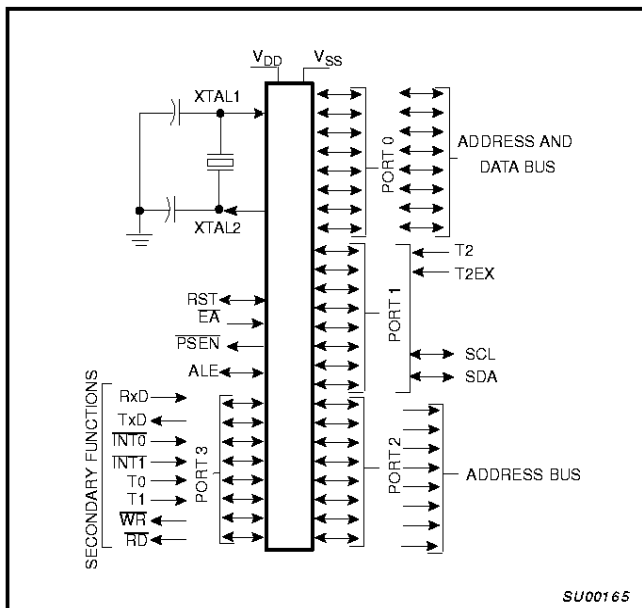 VDD VSS
XTAL1
XTAL2
PORT 0
ADDRESS AND
DATA BUS
PORT 1
T2
T2EX
SCL
SDA
RST
EA
PSEN
ALE
SECONDARY FUNCTIONS
RxD
TxD
INT0
INT1
T0
T1
WR
RD
PORT 3
PORT 2
ADDRESS BUS
SU00165